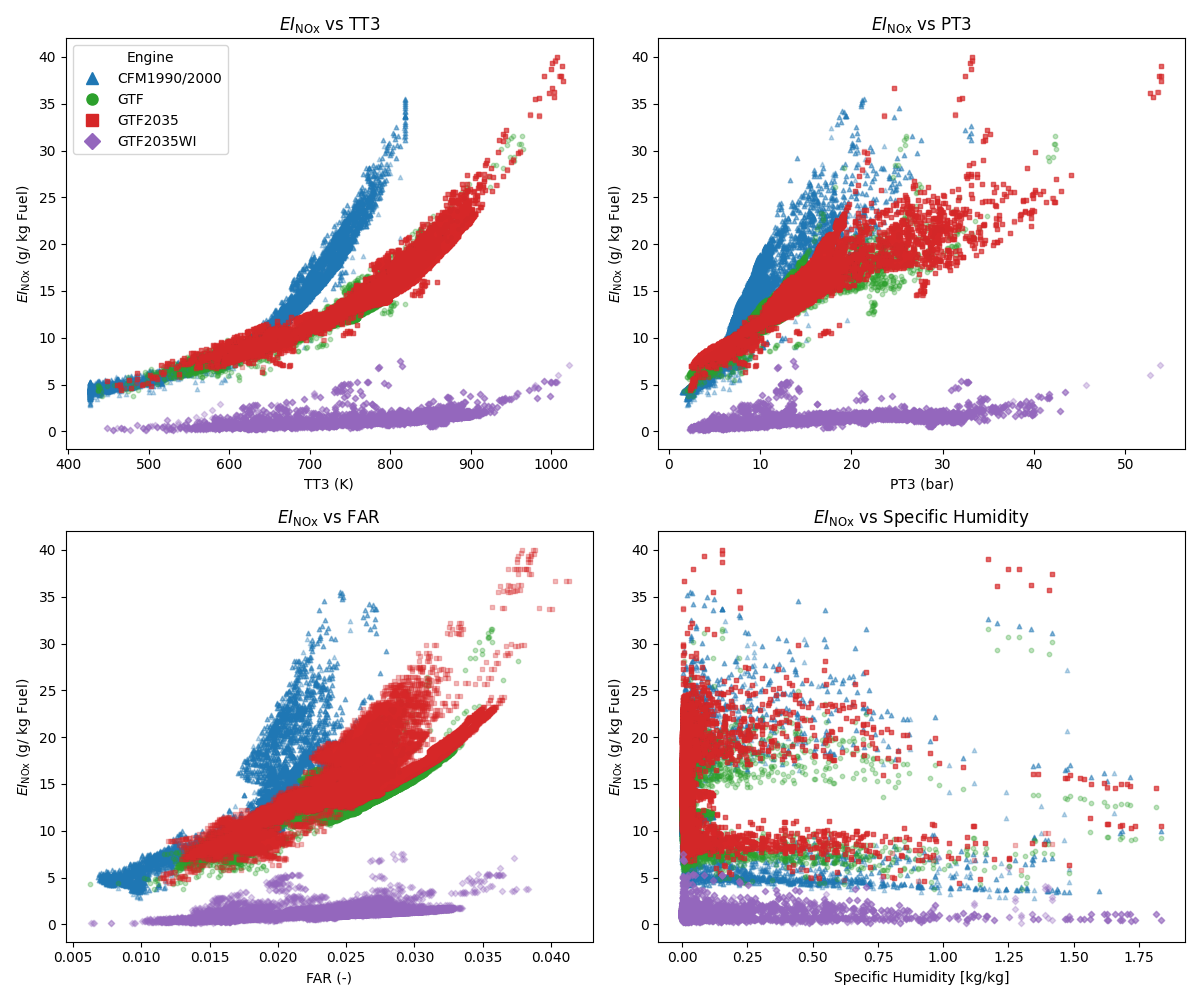 EI_NOx vs TT3
EI_NOx (g/ kg Fuel)
40
35
30
25
20
15
10
5
0
Engine
CFM1990/2000
GTF
GTF2035
GTF2035WI
400 500 600 700 800 900 1000
TT3 (K)
EI_NOx vs PT3
EI_NOx (g/ kg Fuel)
40
35
30
25
20
15
10
5
0
0 10 20 30 40 50
PT3 (bar)
EI_NOx vs FAR
EI_NOx (g/ kg Fuel)
40
35
30
25
20
15
10
5
0
0.005 0.010 0.015 0.020 0.025 0.030 0.035 0.040
FAR (-)
EI_NOx vs Specific Humidity
EI_NOx (g/ kg Fuel)
40
35
30
25
20
15
10
5
0
0.00 0.25 0.50 0.75 1.00 1.25 1.50 1.75
Specific Humidity [kg/kg]